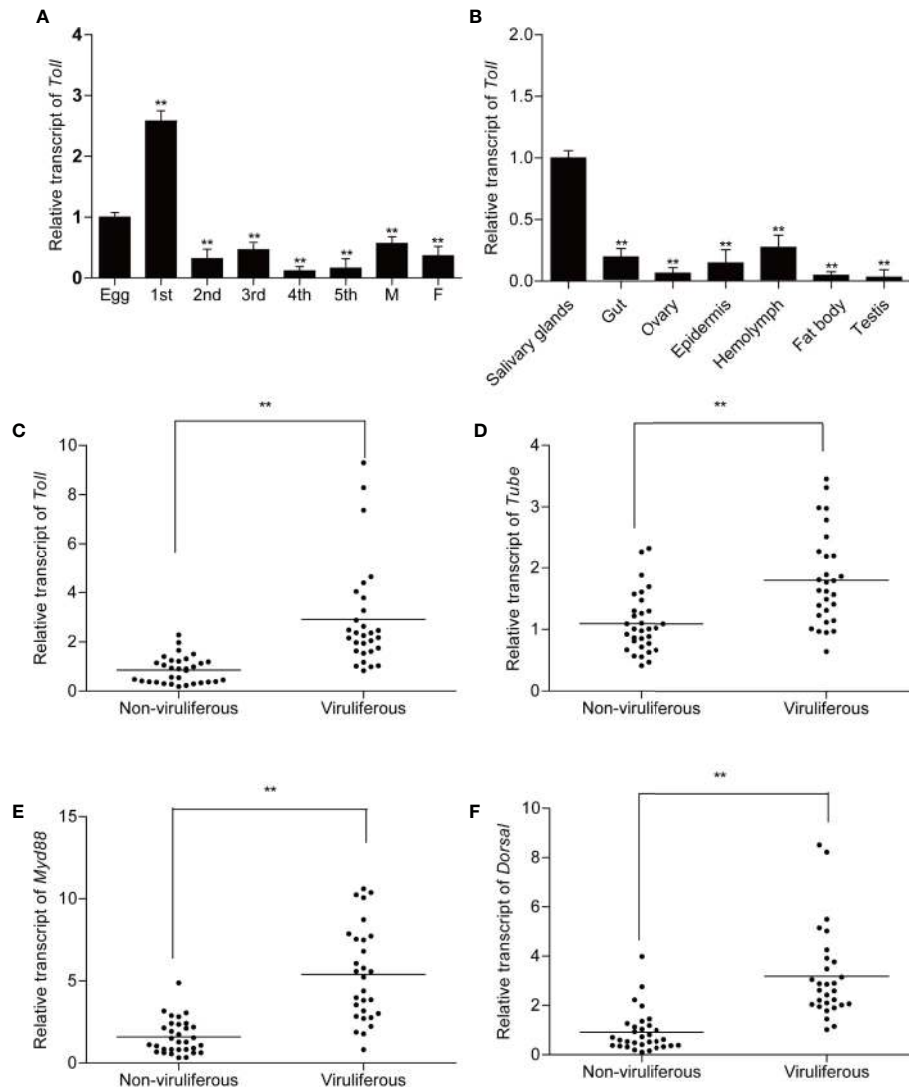 A
Relative transcript of Toll
4
3
2
1
0
**
**
**
**
**
**
**
Egg 1st 2nd 3rd 4th 5th M F
B
Relative transcript of Toll
2.0
1.5
1.0
0.5
0.0
**
**
**
**
**
**
Salivary glands
Gut
Ovary
Epidermis
Hemolymph
Fat body
Testis
C
**
Relative transcript of Toll
10
8
6
4
2
0
Non-viruliferous Viruliferous
D
**
Relative transcript of Tube
4
3
2
1
0
Non-viruliferous Viruliferous
E
**
Relative transcript of Myd88
15
10
5
0
Non-viruliferous Viruliferous
F
**
Relative transcript of Dorsal
10
8
6
4
2
0
Non-viruliferous Viruliferous